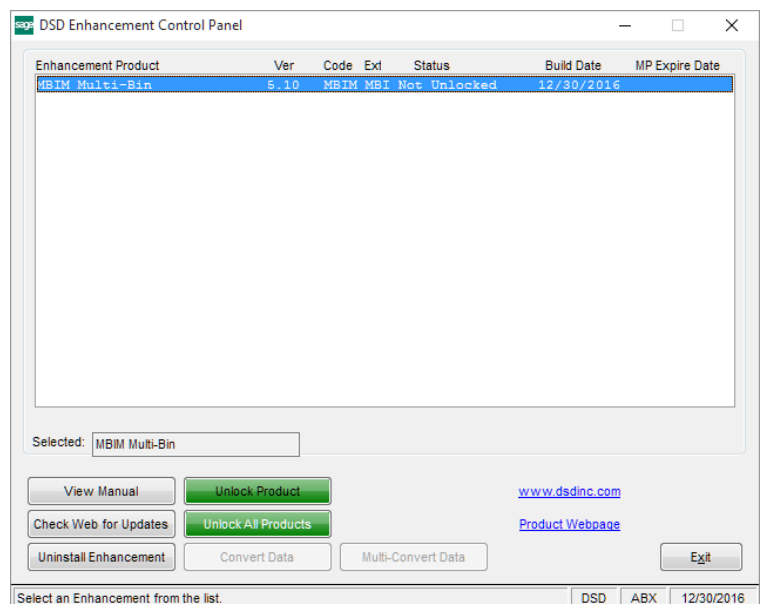 sage DSD Enhancement Control Panel
Enhancement Product Ver Code Ext Status Build Date MP Expire Date
MBIM Multi-Bin 5.10 MBIM MBI Not Unlocked 12/30/2016
Selected: MBIM Multi-Bin
View Manual Unlock Product www.dsdinc.com
Check Web for Updates Unlock All Products Product Webpage
Uninstall Enhancement Convert Data Multi-Convert Data Exit
Select an Enhancement from the list. DSD ABX 12/30/2016